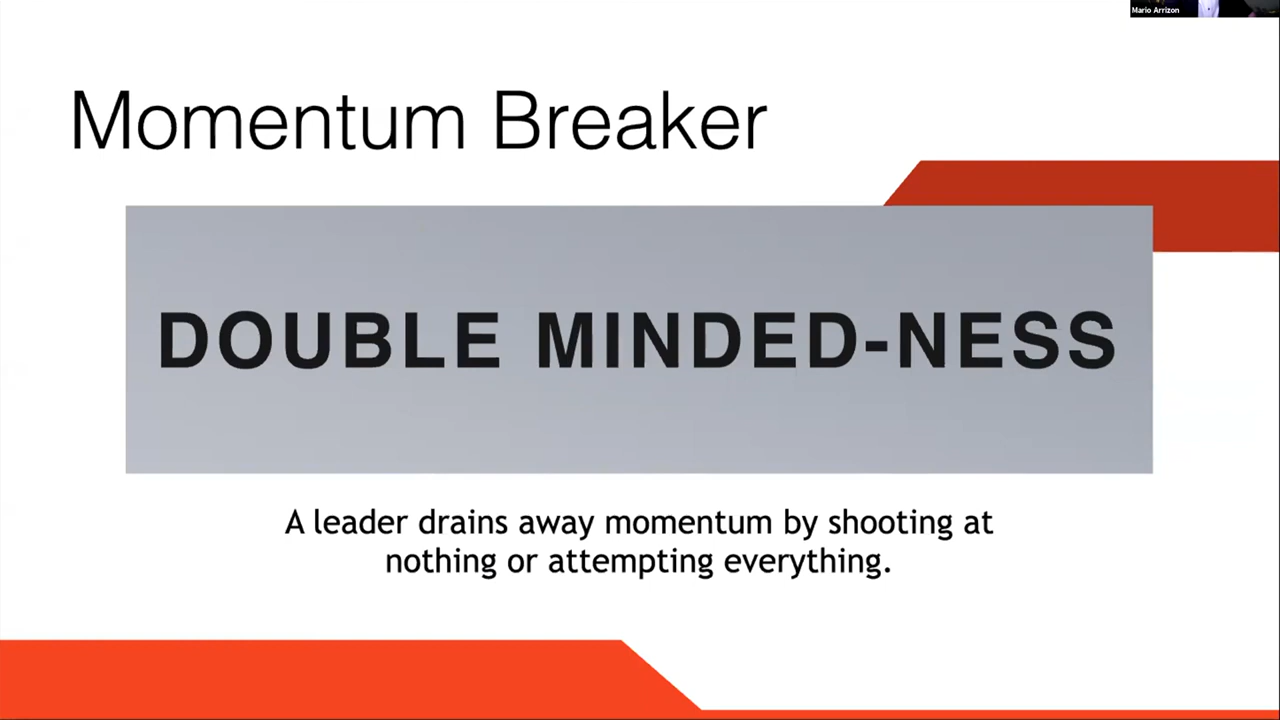 Mario Arrizon
Momentum Breaker
DOUBLE MINDED-NESS
A leader drains away momentum by shooting at
nothing or attempting everything.